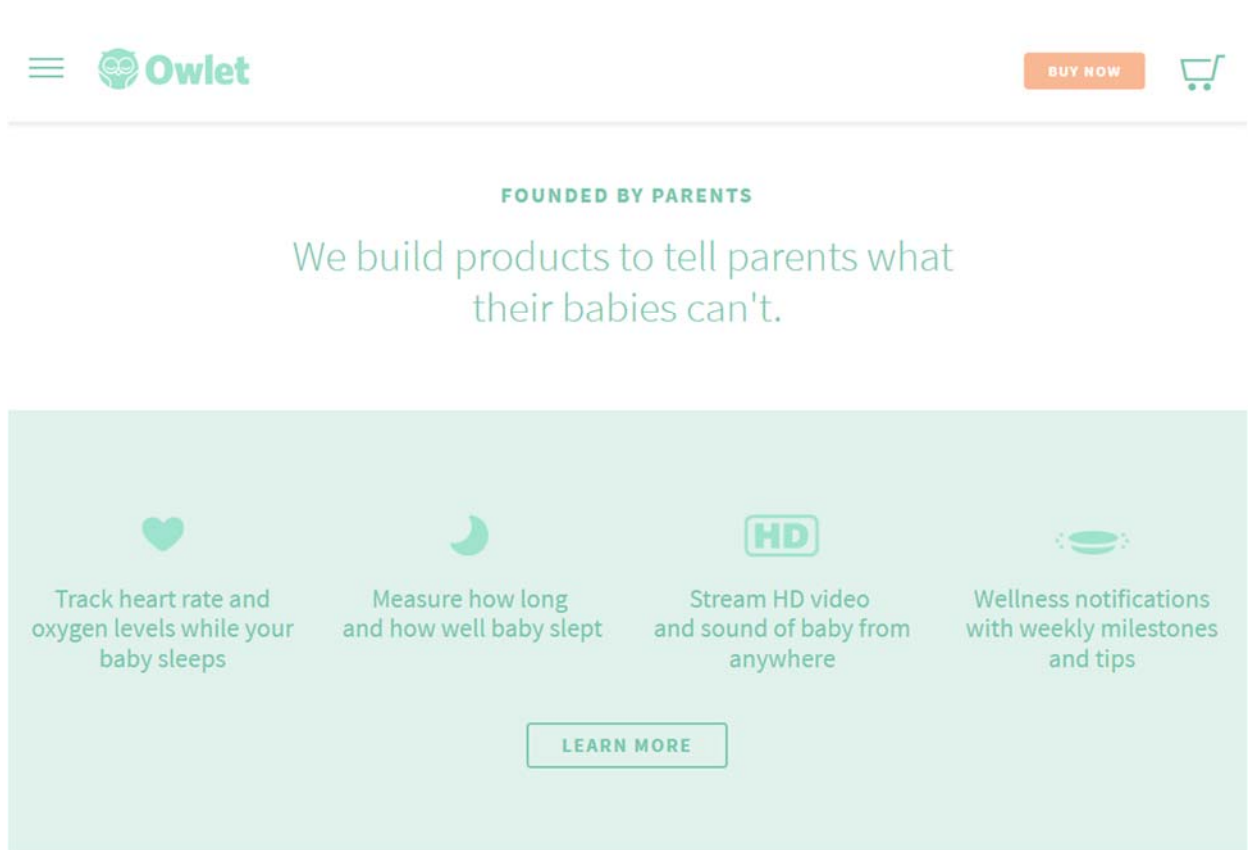 Owlet
BUY NOW
FOUNDED BY PARENTS
We build products to tell parents what
their babies can't.
HD
Track heart rate and
oxygen levels while your
baby sleeps
Measure how long
and how well baby slept
Stream HD video
and sound of baby from
anywhere
Wellness notifications
with weekly milestones
and tips
LEARN MORE